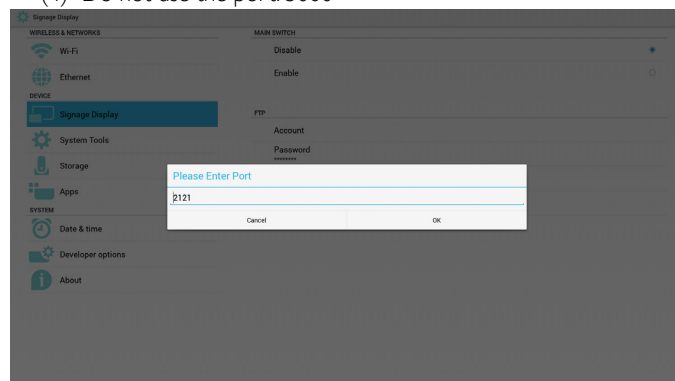 (4) Do not use the port
Signage Display
WIRELESS & NETWORKS
Wi-Fi
Ethernet
DEVICE
Signage Display
System Tools
Storage
Apps
SYSTEM
Date & time
Developer options
About
MAIN SWITCH
Disable
Enable
FTP
Account
Password
********
Please Enter Port
2121
Cancel
OK